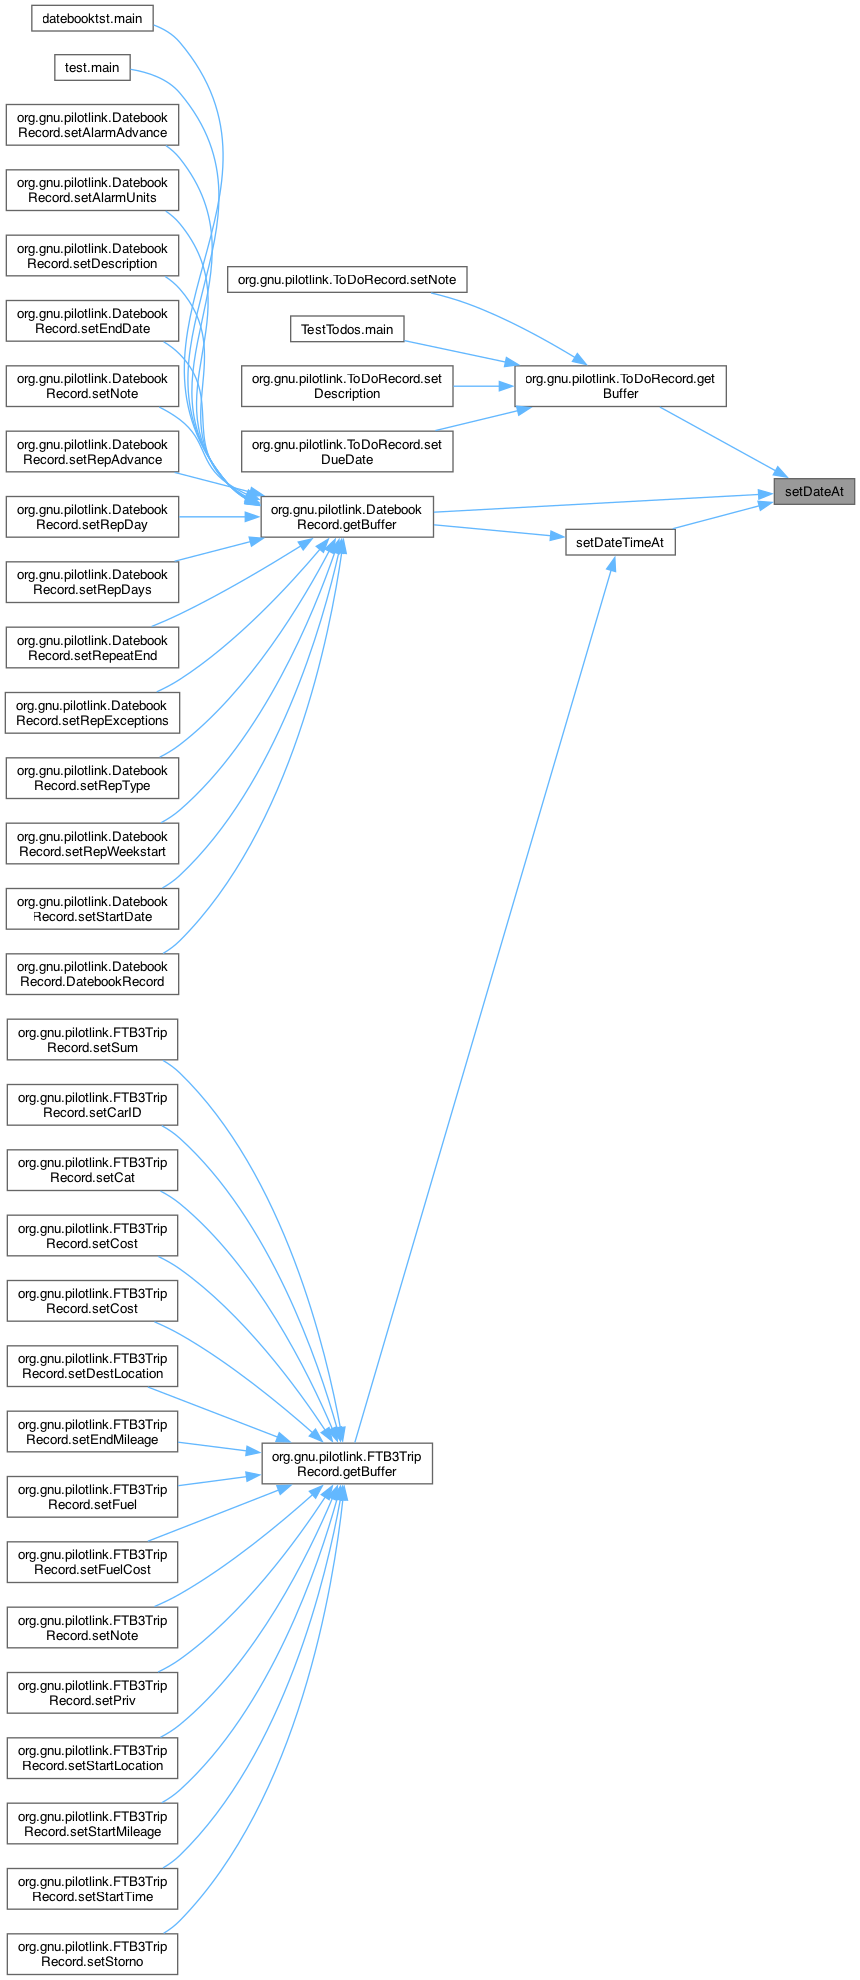 datebooktst.main
test.main
org.gnu.pilotlink.Datebook
Record.setAlarmAdvance
org.gnu.pilotlink.Datebook
Record.setAlarmUnits
org.gnu.pilotlink.Datebook
Record.setDescription
org.gnu.pilotlink.Datebook
Record.setEndDate
org.gnu.pilotlink.Datebook
Record.setNote
org.gnu.pilotlink.Datebook
Record.setRepAdvance
org.gnu.pilotlink.Datebook
Record.setRepDay
org.gnu.pilotlink.Datebook
Record.setRepDays
org.gnu.pilotlink.Datebook
Record.setRepeatEnd
org.gnu.pilotlink.Datebook
Record.setRepExceptions
org.gnu.pilotlink.Datebook
Record.setRepType
org.gnu.pilotlink.Datebook
Record.setRepWeekstart
org.gnu.pilotlink.Datebook
Record.setStartDate
org.gnu.pilotlink.Datebook
Record.DatebookRecord
org.gnu.pilotlink.FTB3Trip
Record.setSum
org.gnu.pilotlink.FTB3Trip
Record.setCarID
org.gnu.pilotlink.FTB3Trip
Record.setCat
org.gnu.pilotlink.FTB3Trip
Record.setCost
org.gnu.pilotlink.FTB3Trip
Record.setCost
org.gnu.pilotlink.FTB3Trip
Record.setDestLocation
org.gnu.pilotlink.FTB3Trip
Record.setEndMileage
org.gnu.pilotlink.FTB3Trip
Record.setFuel
org.gnu.pilotlink.FTB3Trip
Record.setFuelCost
org.gnu.pilotlink.FTB3Trip
Record.setNote
org.gnu.pilotlink.FTB3Trip
Record.setPriv
org.gnu.pilotlink.FTB3Trip
Record.setStartLocation
org.gnu.pilotlink.FTB3Trip
Record.setStartMileage
org.gnu.pilotlink.FTB3Trip
Record.setStartTime
org.gnu.pilotlink.FTB3Trip
Record.setStorno
org.gnu.pilotlink.ToDoRecord.setNote
TestTodos.main
org.gnu.pilotlink.ToDoRecord.set
Description
org.gnu.pilotlink.ToDoRecord.set
DueDate
org.gnu.pilotlink.Datebook
Record.getBuffer
org.gnu.pilotlink.FTB3Trip
Record.getBuffer
org.gnu.pilotlink.ToDoRecord.get
Buffer
setDateTimeAt
setDateAt